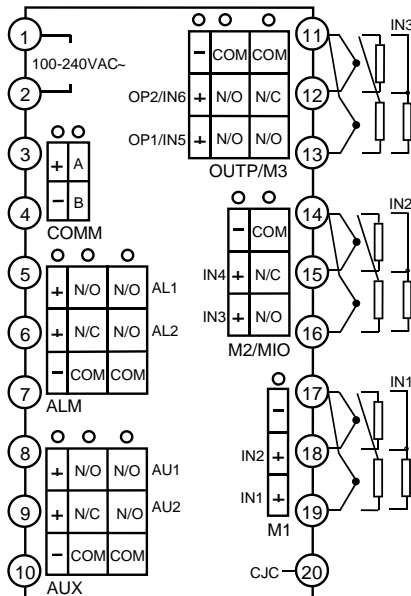 1
100-240VAC~
2
3
+ A
4
− B
COMM
5
+ N/O N/O AL1
6
+ N/C N/O AL2
7
− COM COM
ALM
8
+ N/O N/O AU1
9
+ N/C N/O AU2
10
− COM COM
AUX
− COM COM
OP2/IN6 + N/O N/C
OP1/IN5 + N/O N/O
OUTP/M3
11
12
13
IN3
− COM
IN4 + N/C
IN3 + N/O
M2/MIO
14
15
16
IN2
−
IN2 +
IN1 +
M1
17
18
19
IN1
CJC 20